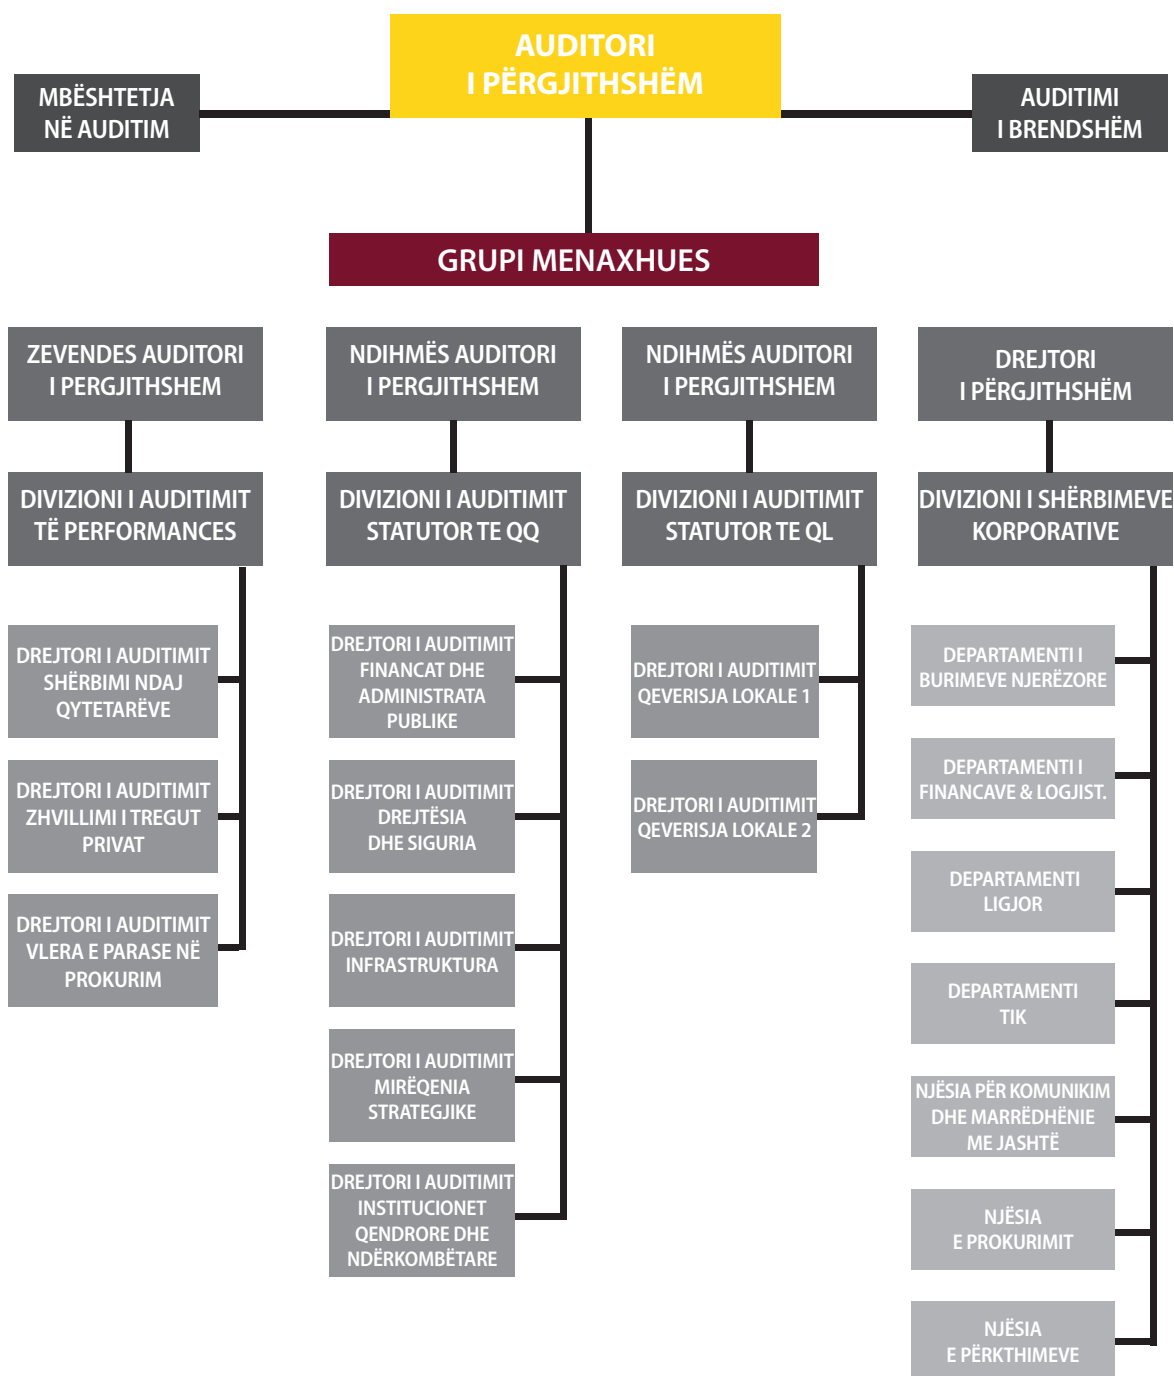 AUDITORI
I PËRGJITHSHËM
MBËSHTETJA
NË AUDITIM
AUDITIMI
I BRENDSHËM
GRUPI MENAXHUES
ZEVENDES AUDITORI
I PERGJITHSHEM
NDIHMËS AUDITORI
I PERGJITHSHEM
NDIHMËS AUDITORI
I PERGJITHSHEM
DREJTORI
I PËRGJITHSHËM
DIVIZIONI I AUDITIMIT
TË PERFORMANCES
DIVIZIONI I AUDITIMIT
STATUTOR TE QQ
DIVIZIONI I AUDITIMIT
STATUTOR TE QL
DIVIZIONI I SHËRBIMEVE
KORPORATIVE
DREJTORI I AUDITIMIT
SHËRBIMI NDAJ
QYTETARËVE
DREJTORI I AUDITIMIT
ZHVILLIMI I TREGUT
PRIVAT
DREJTORI I AUDITIMIT
VLERA E PARASE NË
PROKURIM
DREJTORI I AUDITIMIT
FINANCAT DHE
ADMINISTRATA
PUBLIKE
DREJTORI I AUDITIMIT
DREJTËSIA
DHE SIGURIA
DREJTORI I AUDITIMIT
INFRASTRUKTURA
DREJTORI I AUDITIMIT
MIRËQENIA
STRATEGJIKE
DREJTORI I AUDITIMIT
INSTITUCIONET
QENDRORE DHE
NDËRKOMBËTARE
DREJTORI I AUDITIMIT
QEVERISJA LOKALE 1
DREJTORI I AUDITIMIT
QEVERISJA LOKALE 2
DEPARTAMENTI I
BURIMEVE NJERËZORE
DEPARTAMENTI I
FINANCAVE & LOGJIST.
DEPARTAMENTI
LIGJOR
DEPARTAMENTI
TIK
NJËSIA PËR KOMUNIKIM
DHE MARRËDHËNIE
ME JASHTË
NJËSIA
E PROKURIMIT
NJËSIA
E PËRKTHIMEVE